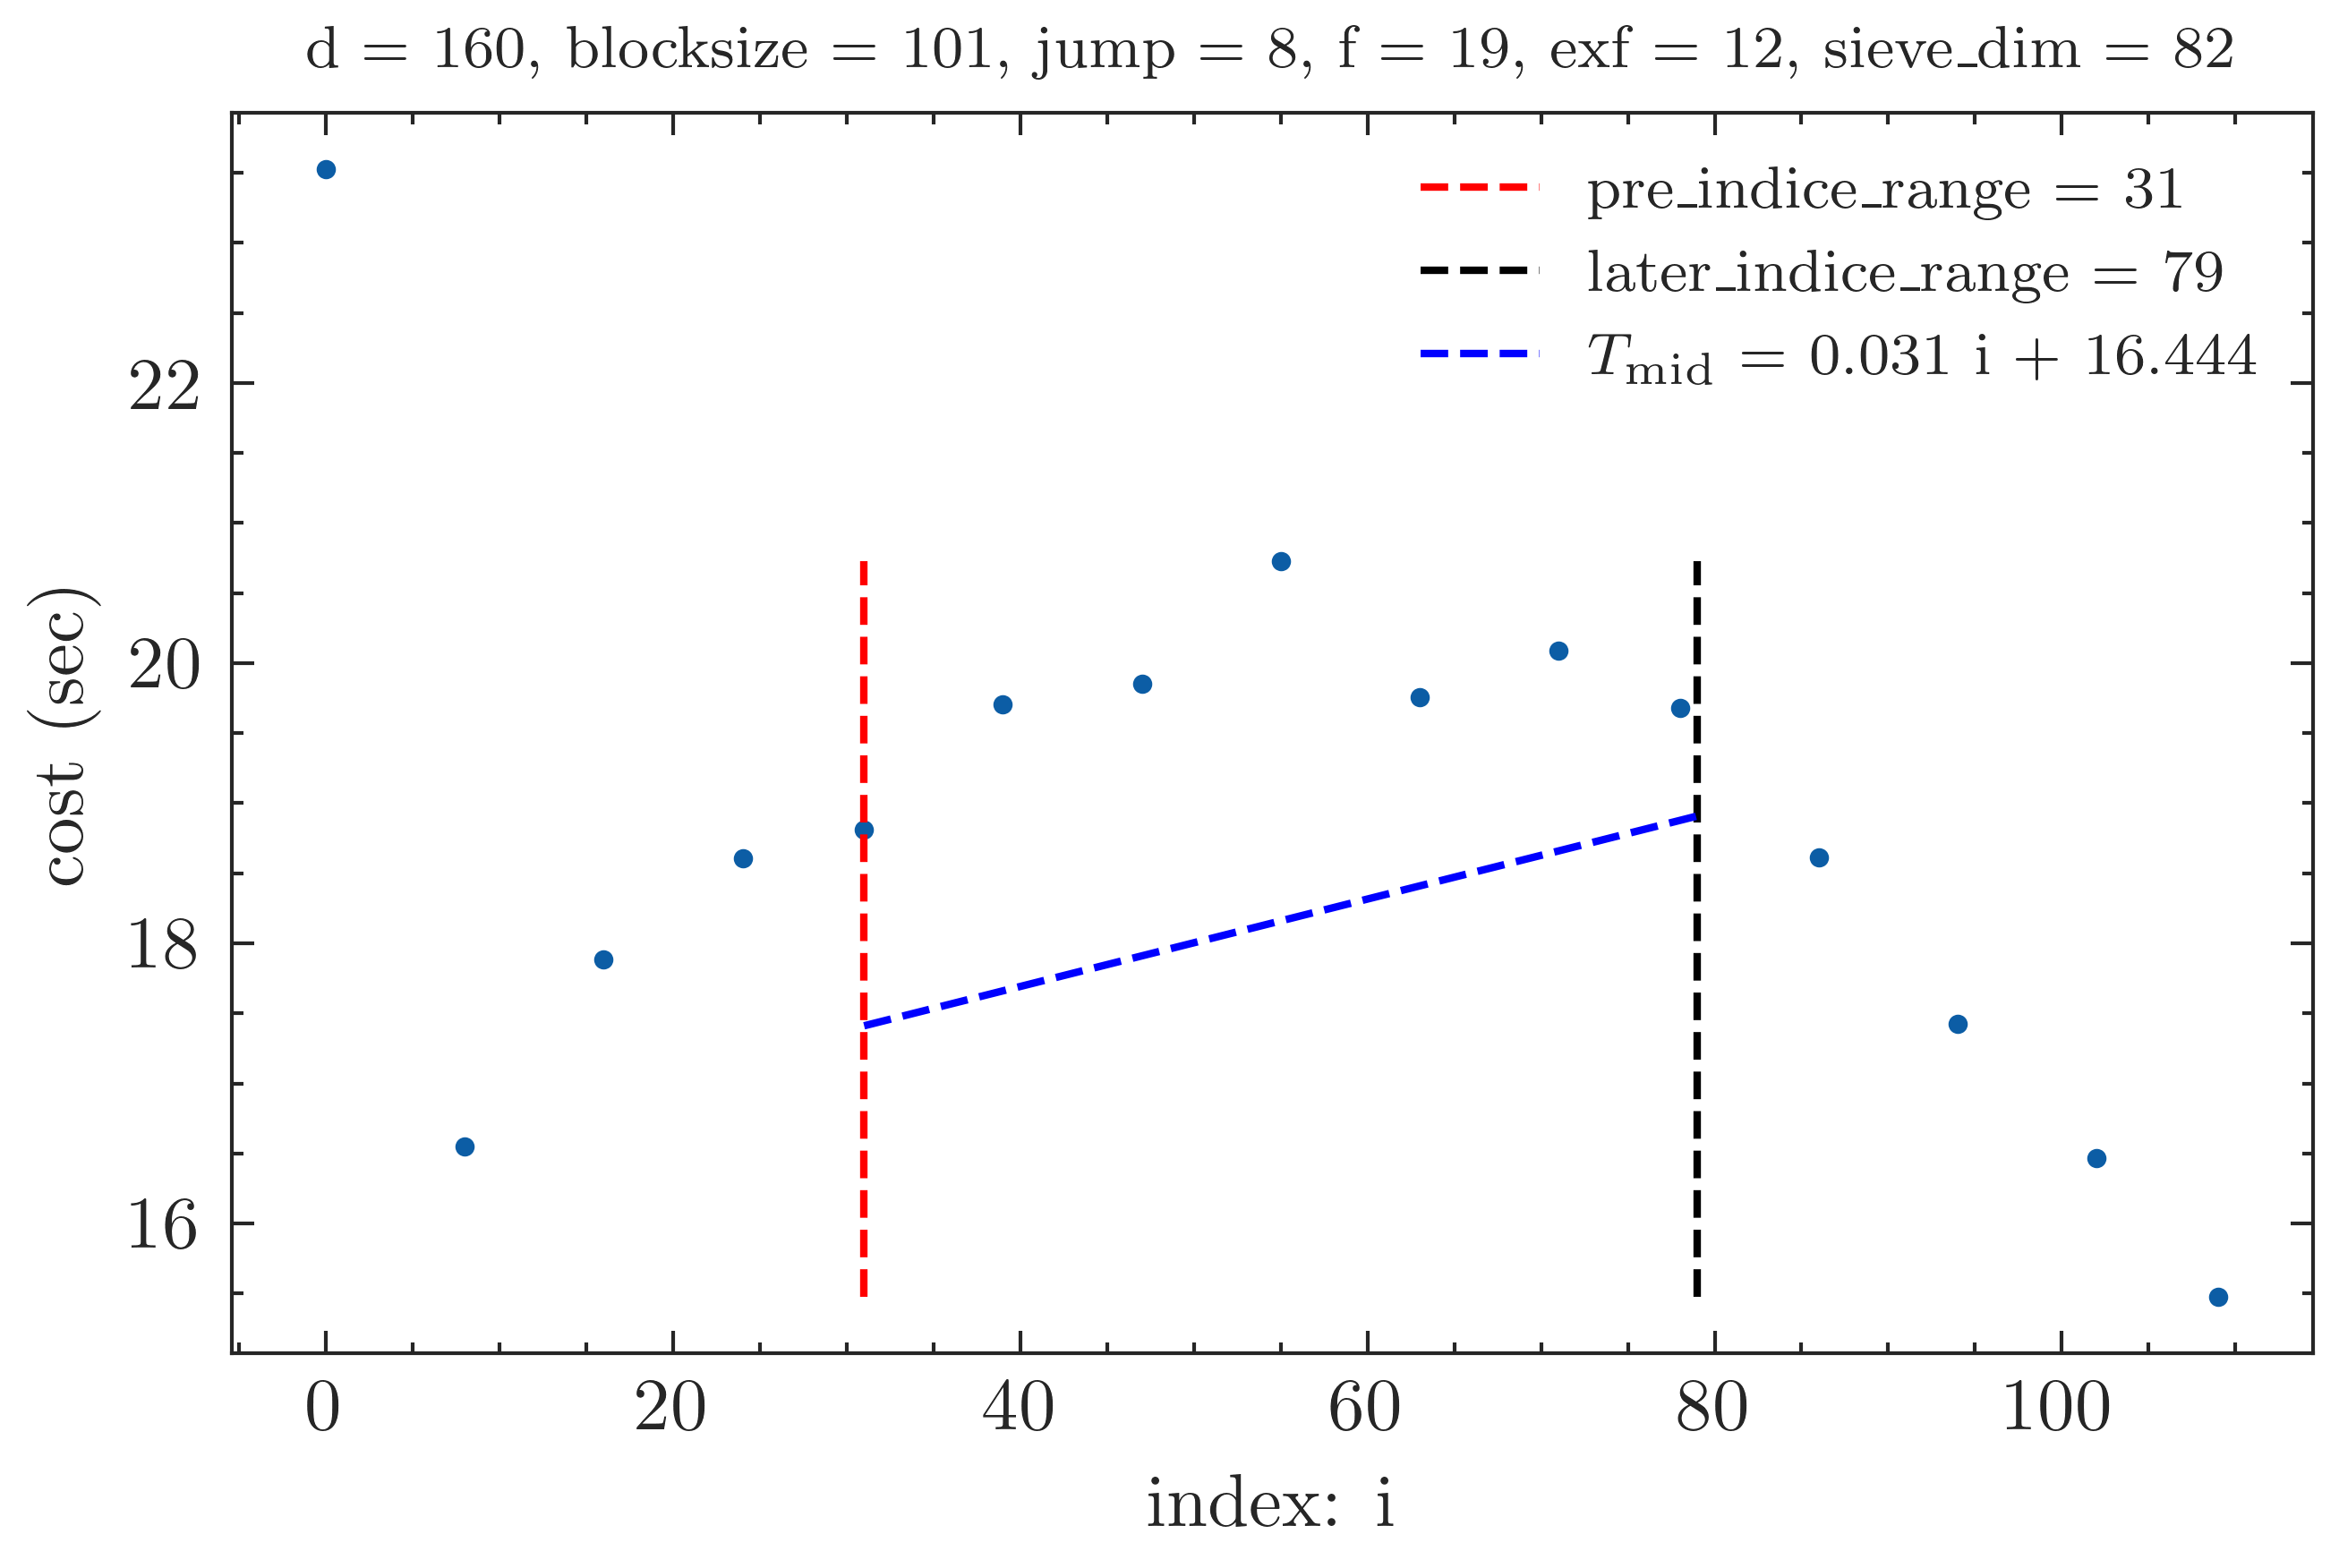 d = 160, blocksize = 101, jump = 8, f = 19, exf = 12, sieve_dim = 82
pre_indice_range = 31
later_indice_range = 79
T_mid = 0.031 i + 16.444
22
20
18
16
cost (sec)
0 20 40 60 80 100
index: i